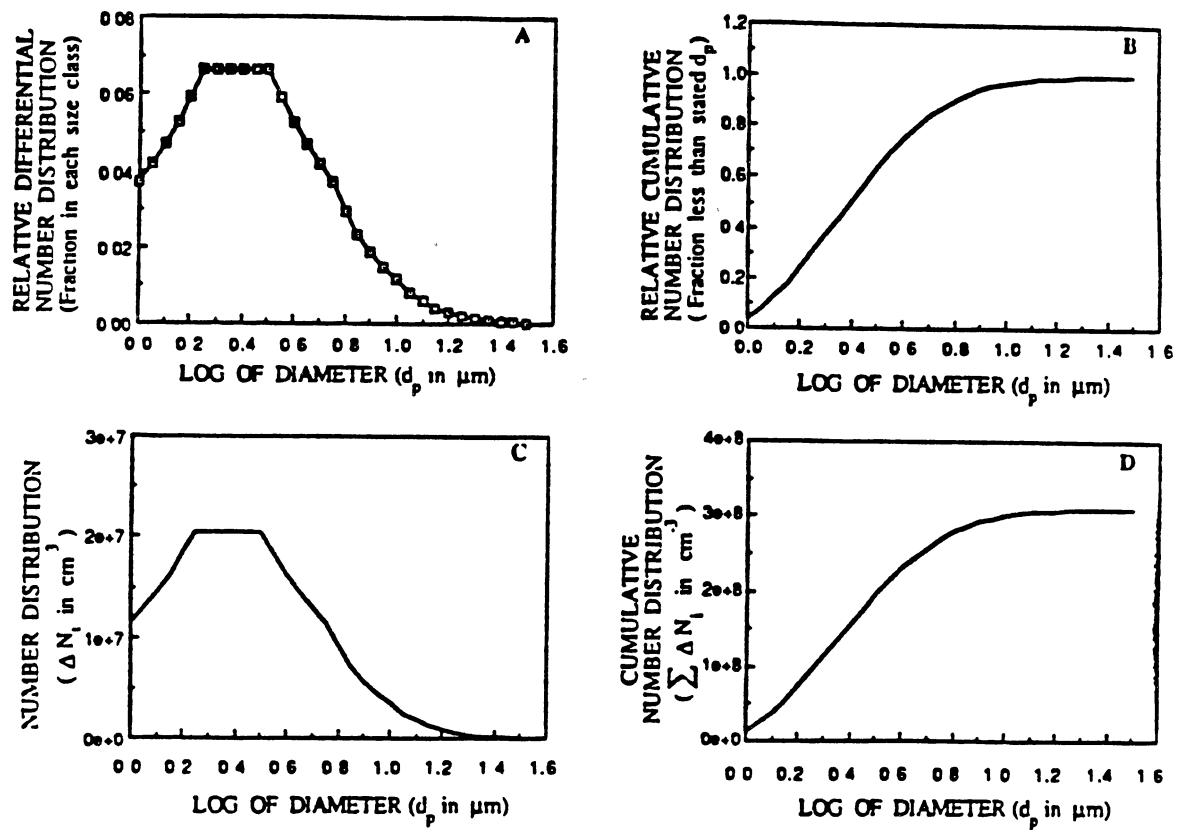 A
RELATIVE DIFFERENTIAL
NUMBER DISTRIBUTION
(Fraction in each size class)
0 08
0 06
0 04
0 02
0 00
0 0 0 2 0 4 0 6 0 8 1.0 1 2 1 4 1 6
LOG OF DIAMETER (dp in μm)
B
RELATIVE CUMULATIVE
NUMBER DISTRIBUTION
( Fraction less than stated dp)
1.2
1.0
0 8
0.6
0.4
0.2
0 0
0.0 0.2 0.4 0 6 0 8 1.0 1 2 1 4 1 6
LOG OF DIAMETER (dp in μm)
C
NUMBER DISTRIBUTION
( Δ Ni in cm3 )
3e+7
2e+7
1e+7
0e+0
0 0 0 2 0 4 0 6 0 8 1.0 1 2 1 4 1 6
LOG OF DIAMETER (dp in μm)
D
CUMULATIVE
NUMBER DISTRIBUTION
( ∑ Δ Ni in cm-3 )
4e+8
3e+8
2e+8
1e+8
0e+0
0 0 0 2 0 4 0 6 0 8 1 0 1 2 1 4 1 6
LOG OF DIAMETER (dp in μm)